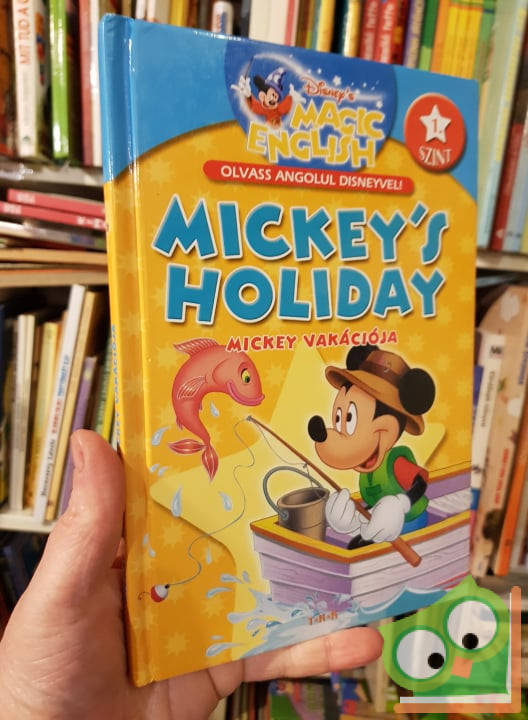 Disney's
MAGIC
ENGLISH
1.
SZINT
OLVASS ANGOLUL DISNEYVEL!
MICKEY'S
HOLIDAY
MICKEY VAKÁCIÓJA